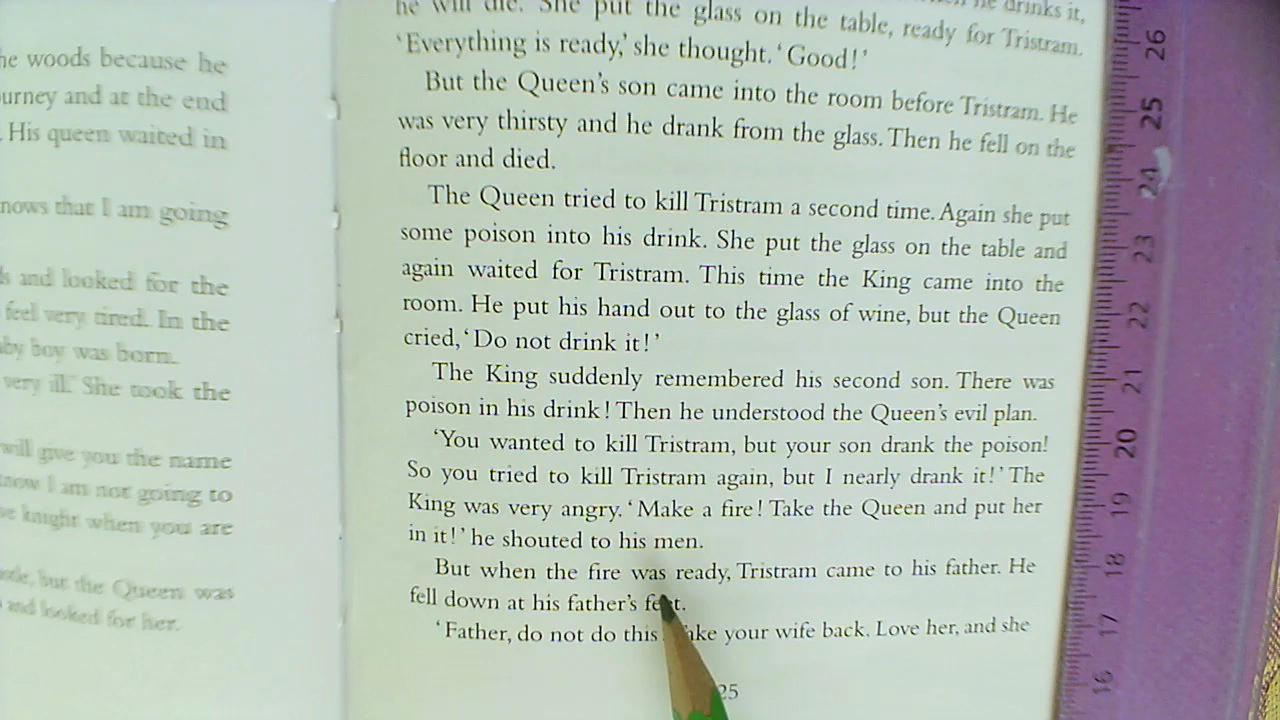 he woods because he
urney and at the end
. His queen waited in
nows that I am going
s and looked for the
feel very tired. In the
by boy was born.
very ill. She took the
will give you the name
now I am not going to
e knight when you are
but the Queen was
and looked for her.
he will die. She put the glass on the table, ready for Tristram.
he drinks it,
‘Everything is ready,’ she thought. ‘Good!’
But the Queen’s son came into the room before Tristram. He
was very thirsty and he drank from the glass. Then he fell on the
floor and died.
The Queen tried to kill Tristram a second time. Again she put
some poison into his drink. She put the glass on the table and
again waited for Tristram. This time the King came into the
room. He put his hand out to the glass of wine, but the Queen
cried, ‘Do not drink it!’
The King suddenly remembered his second son. There was
poison in his drink! Then he understood the Queen’s evil plan.
‘You wanted to kill Tristram, but your son drank the poison!
So you tried to kill Tristram again, but I nearly drank it!’ The
King was very angry. ‘Make a fire! Take the Queen and put her
in it!’ he shouted to his men.
But when the fire was ready, Tristram came to his father. He
fell down at his father’s feet.
‘Father, do not do this. Take your wife back. Love her, and she
25
26
25
24
23
22
21
20
19
18
17
16